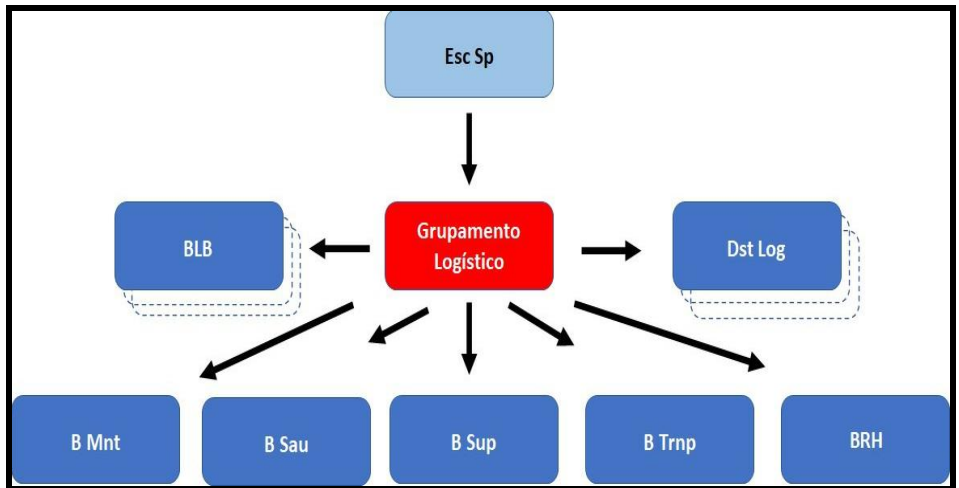 Esc Sp
BLB
Grupamento
Logístico
Dst Log
B Mnt
B Sau
B Sup
B Trnp
BRH